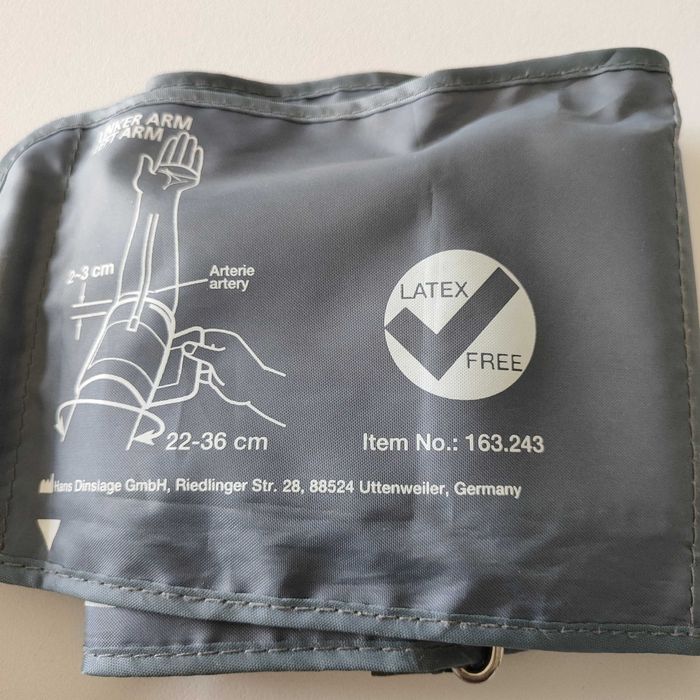 ARM
ARM
2-3 cm
Arterie
artery
LATEX
FREE
22-36 cm
Item No.: 163.243
Hans Dinslage GmbH, Riedlinger Str. 28, 88524 Uttenweiler, Germany